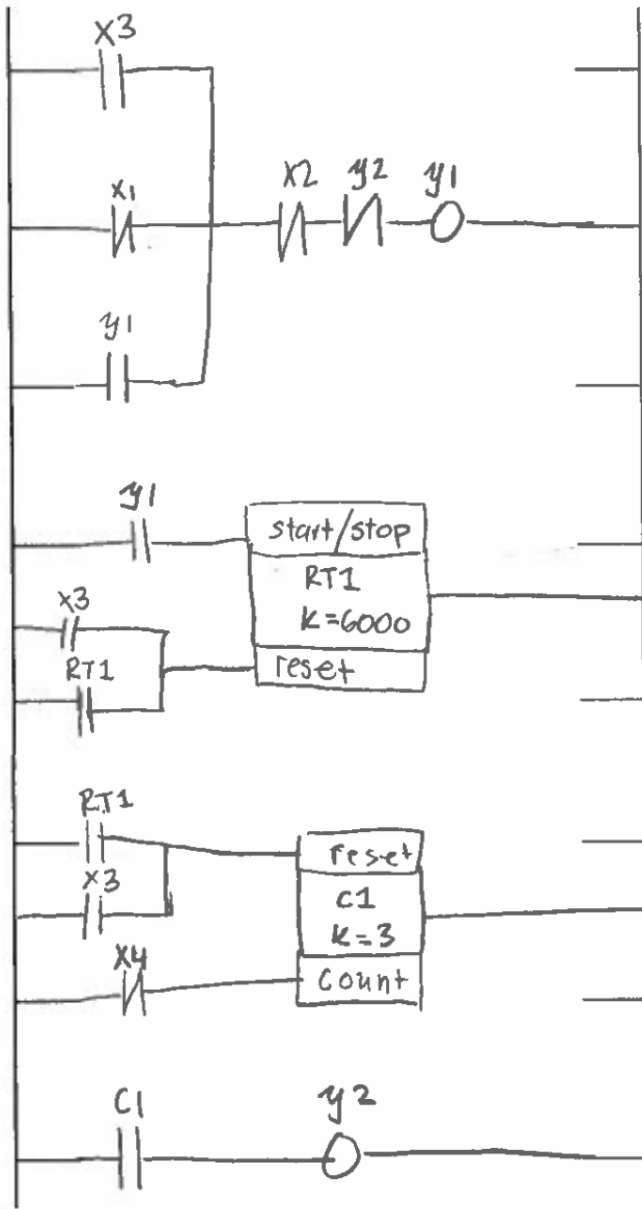 X3
X1 X2 y2 y1
y1
y1
start/stop
RT1
K=6000
X3
RT1
reset
RT1
reset
X3
C1
K=3
X4
Count
C1 y2